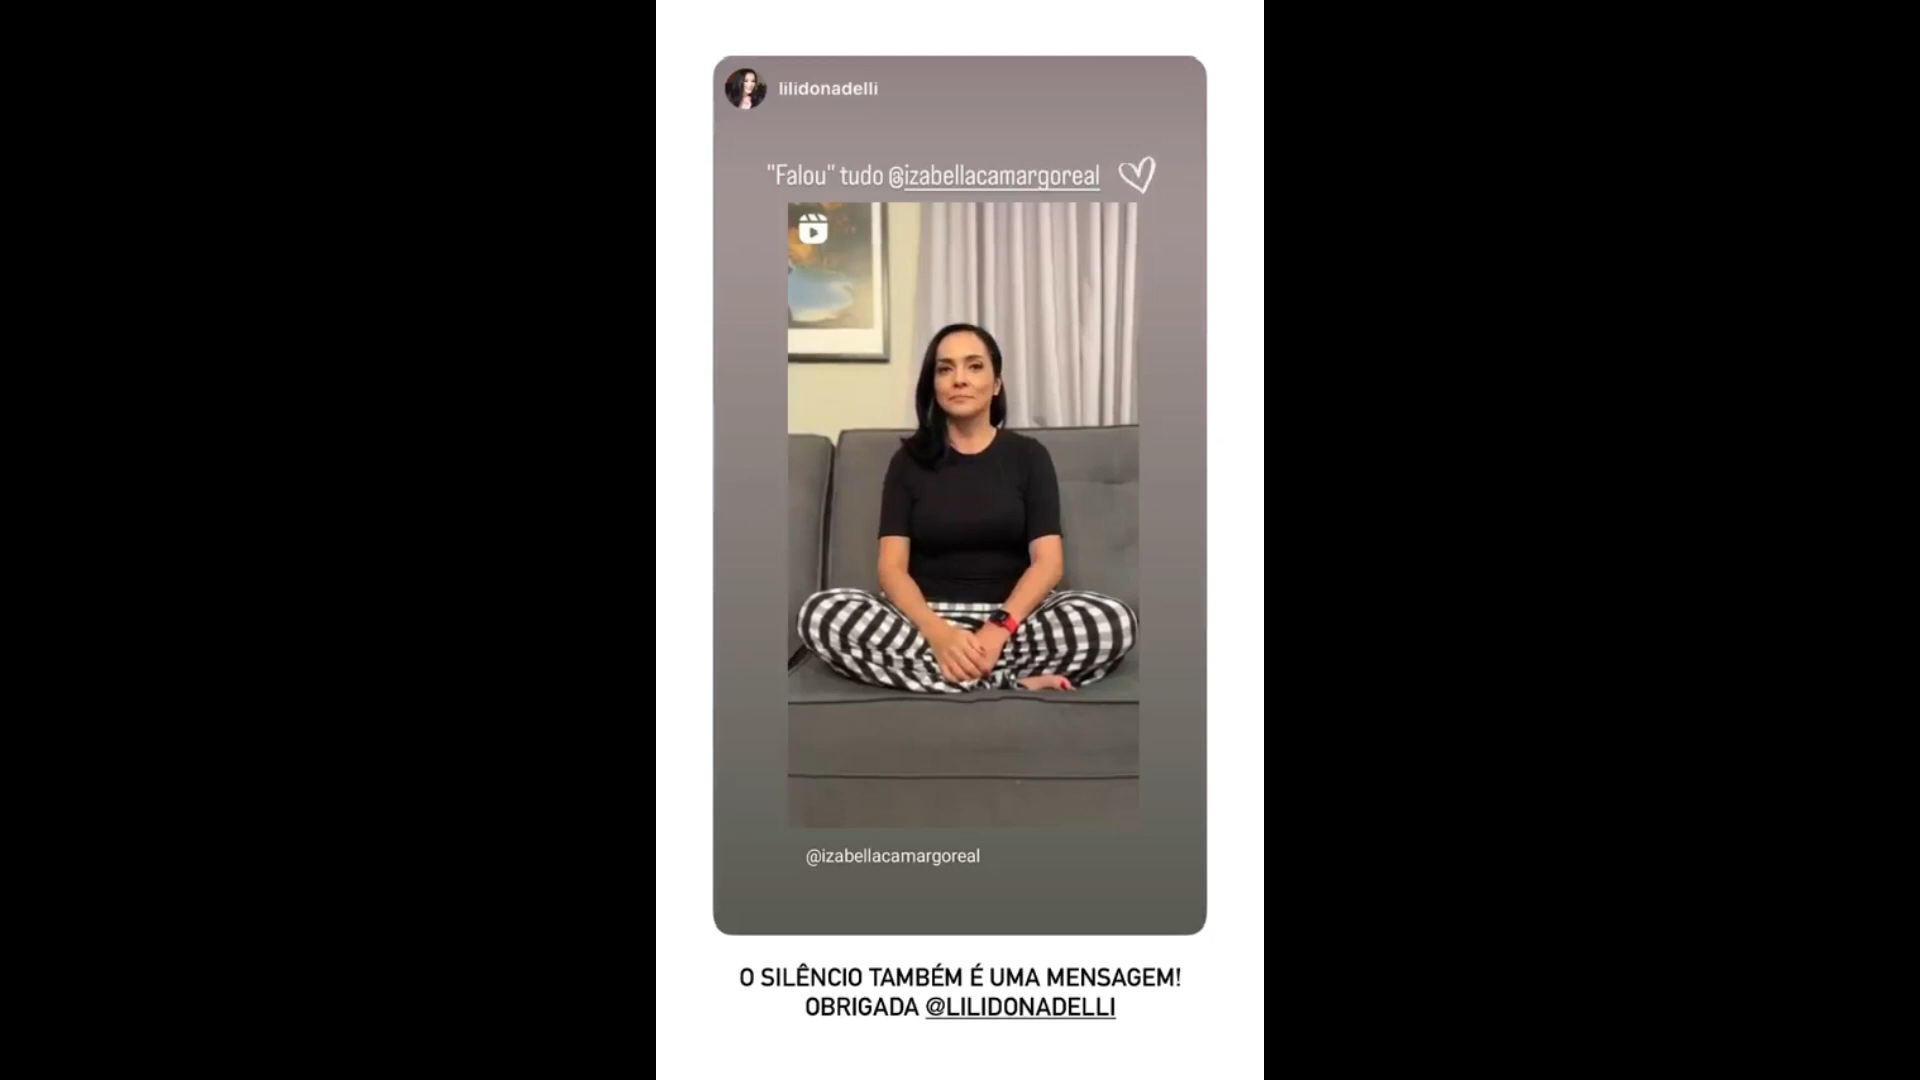 lilidonadelli
"Falou" tudo @izabellacamargoreal
@izabellacamargoreal
O SILÊNCIO TAMBÉM É UMA MENSAGEM!
OBRIGADA @LILIDONADELLI